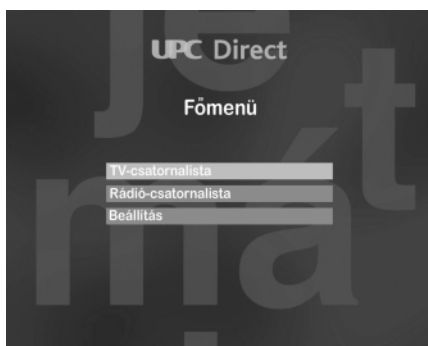 UPC Direct
Főmenü
TV-csatornalista
Rádió-csatornalista
Beállítás